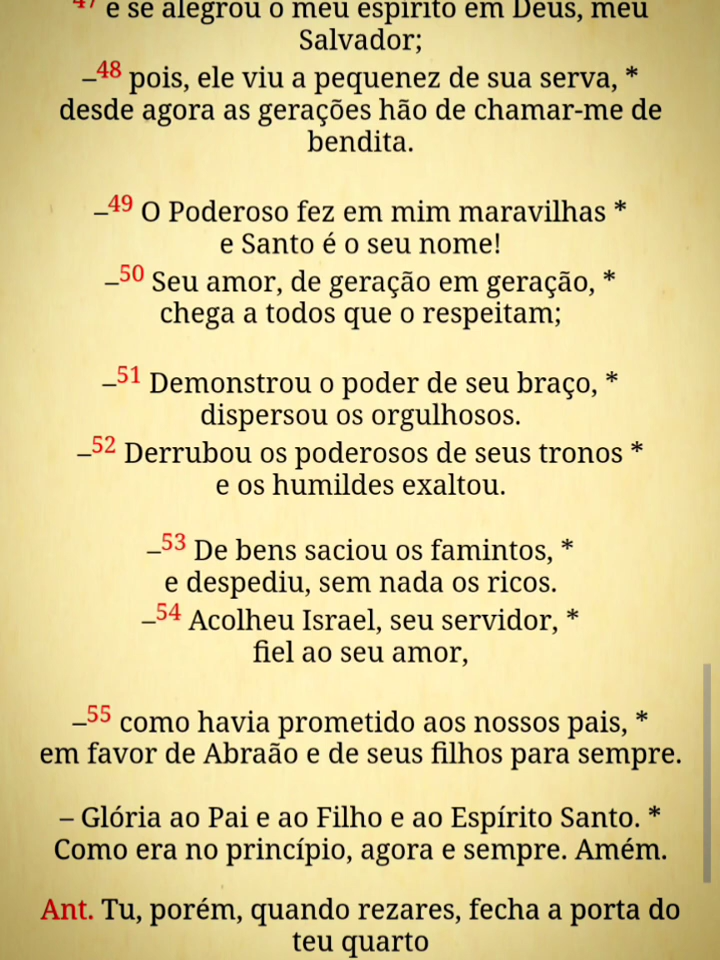 47 e se alegrou o meu espírito em Deus, meu
Salvador;
–48 pois, ele viu a pequenez de sua serva, *
desde agora as gerações hão de chamar-me de
bendita.
–49 O Poderoso fez em mim maravilhas *
e Santo é o seu nome!
–50 Seu amor, de geração em geração, *
chega a todos que o respeitam;
–51 Demonstrou o poder de seu braço, *
dispersou os orgulhosos.
–52 Derrubou os poderosos de seus tronos *
e os humildes exaltou.
–53 De bens saciou os famintos, *
e despediu, sem nada os ricos.
–54 Acolheu Israel, seu servidor, *
fiel ao seu amor,
–55 como havia prometido aos nossos pais, *
em favor de Abraão e de seus filhos para sempre.
– Glória ao Pai e ao Filho e ao Espírito Santo. *
Como era no princípio, agora e sempre. Amém.
Ant. Tu, porém, quando rezares, fecha a porta do
teu quarto